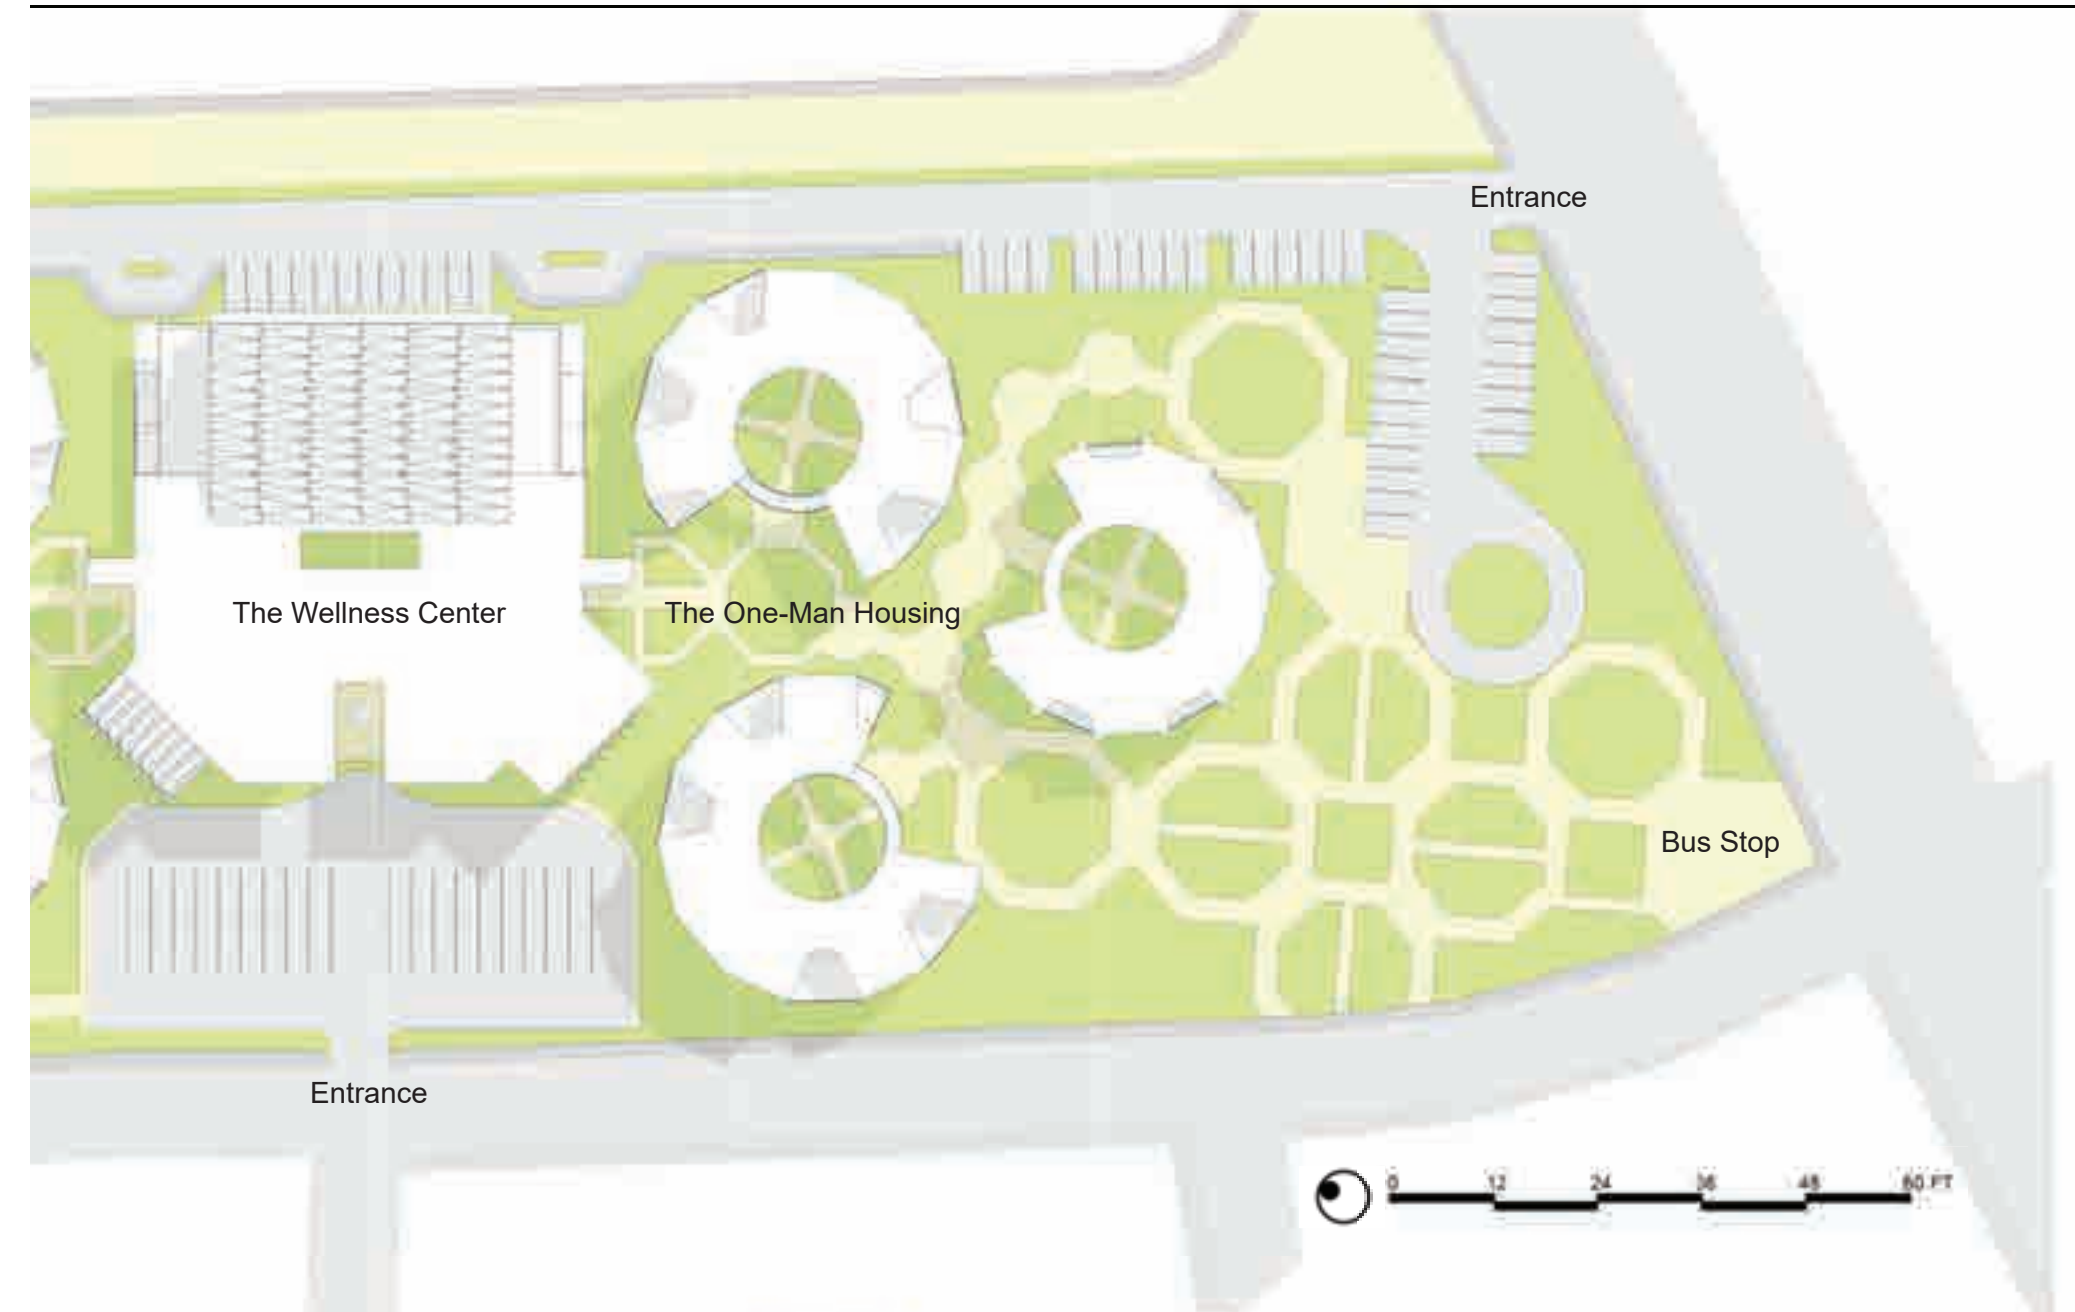 Entrance
The Wellness Center
The One-Man Housing
Bus Stop
Entrance
0 12 24 36 48 60 FT